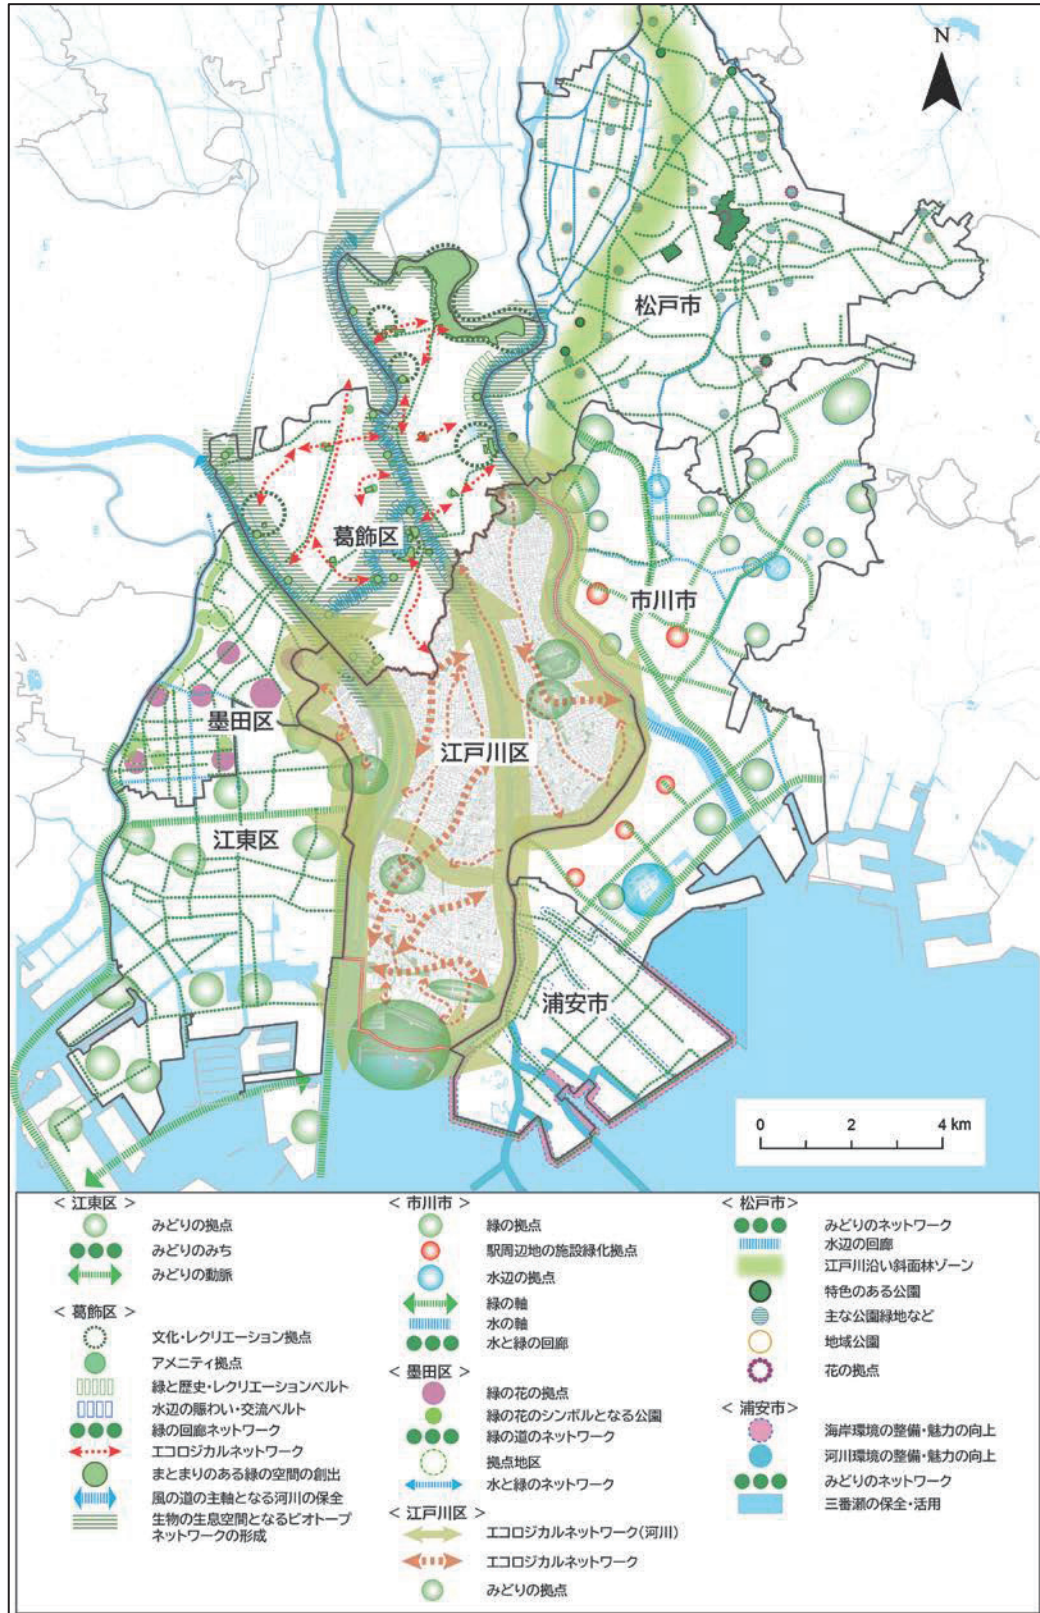 N
松戸市
葛飾区
市川市
墨田区
江戸川区
江東区
浦安市
0 2 4 km
< 江東区 >
みどりの拠点
みどりのみち
みどりの動脈
< 葛飾区 >
文化・レクリエーション拠点
アメニティ拠点
緑と歴史・レクリエーションベルト
水辺の賑わい・交流ベルト
緑の回廊ネットワーク
エコロジカルネットワーク
まとまりのある緑の空間の創出
風の道の主軸となる河川の保全
生物の生息空間となるビオトープ
ネットワークの形成
< 市川市 >
緑の拠点
駅周辺地の施設緑化拠点
水辺の拠点
緑の軸
水の軸
水と緑の回廊
< 墨田区 >
緑の花の拠点
緑の花のシンボルとなる公園
緑の道のネットワーク
拠点地区
水と緑のネットワーク
< 江戸川区 >
エコロジカルネットワーク(河川)
エコロジカルネットワーク
みどりの拠点
< 松戸市>
みどりのネットワーク
水辺の回廊
江戸川沿い斜面林ゾーン
特色のある公園
主な公園緑地など
地域公園
花の拠点
< 浦安市>
海岸環境の整備・魅力の向上
河川環境の整備・魅力の向上
みどりのネットワーク
三番瀬の保全・活用